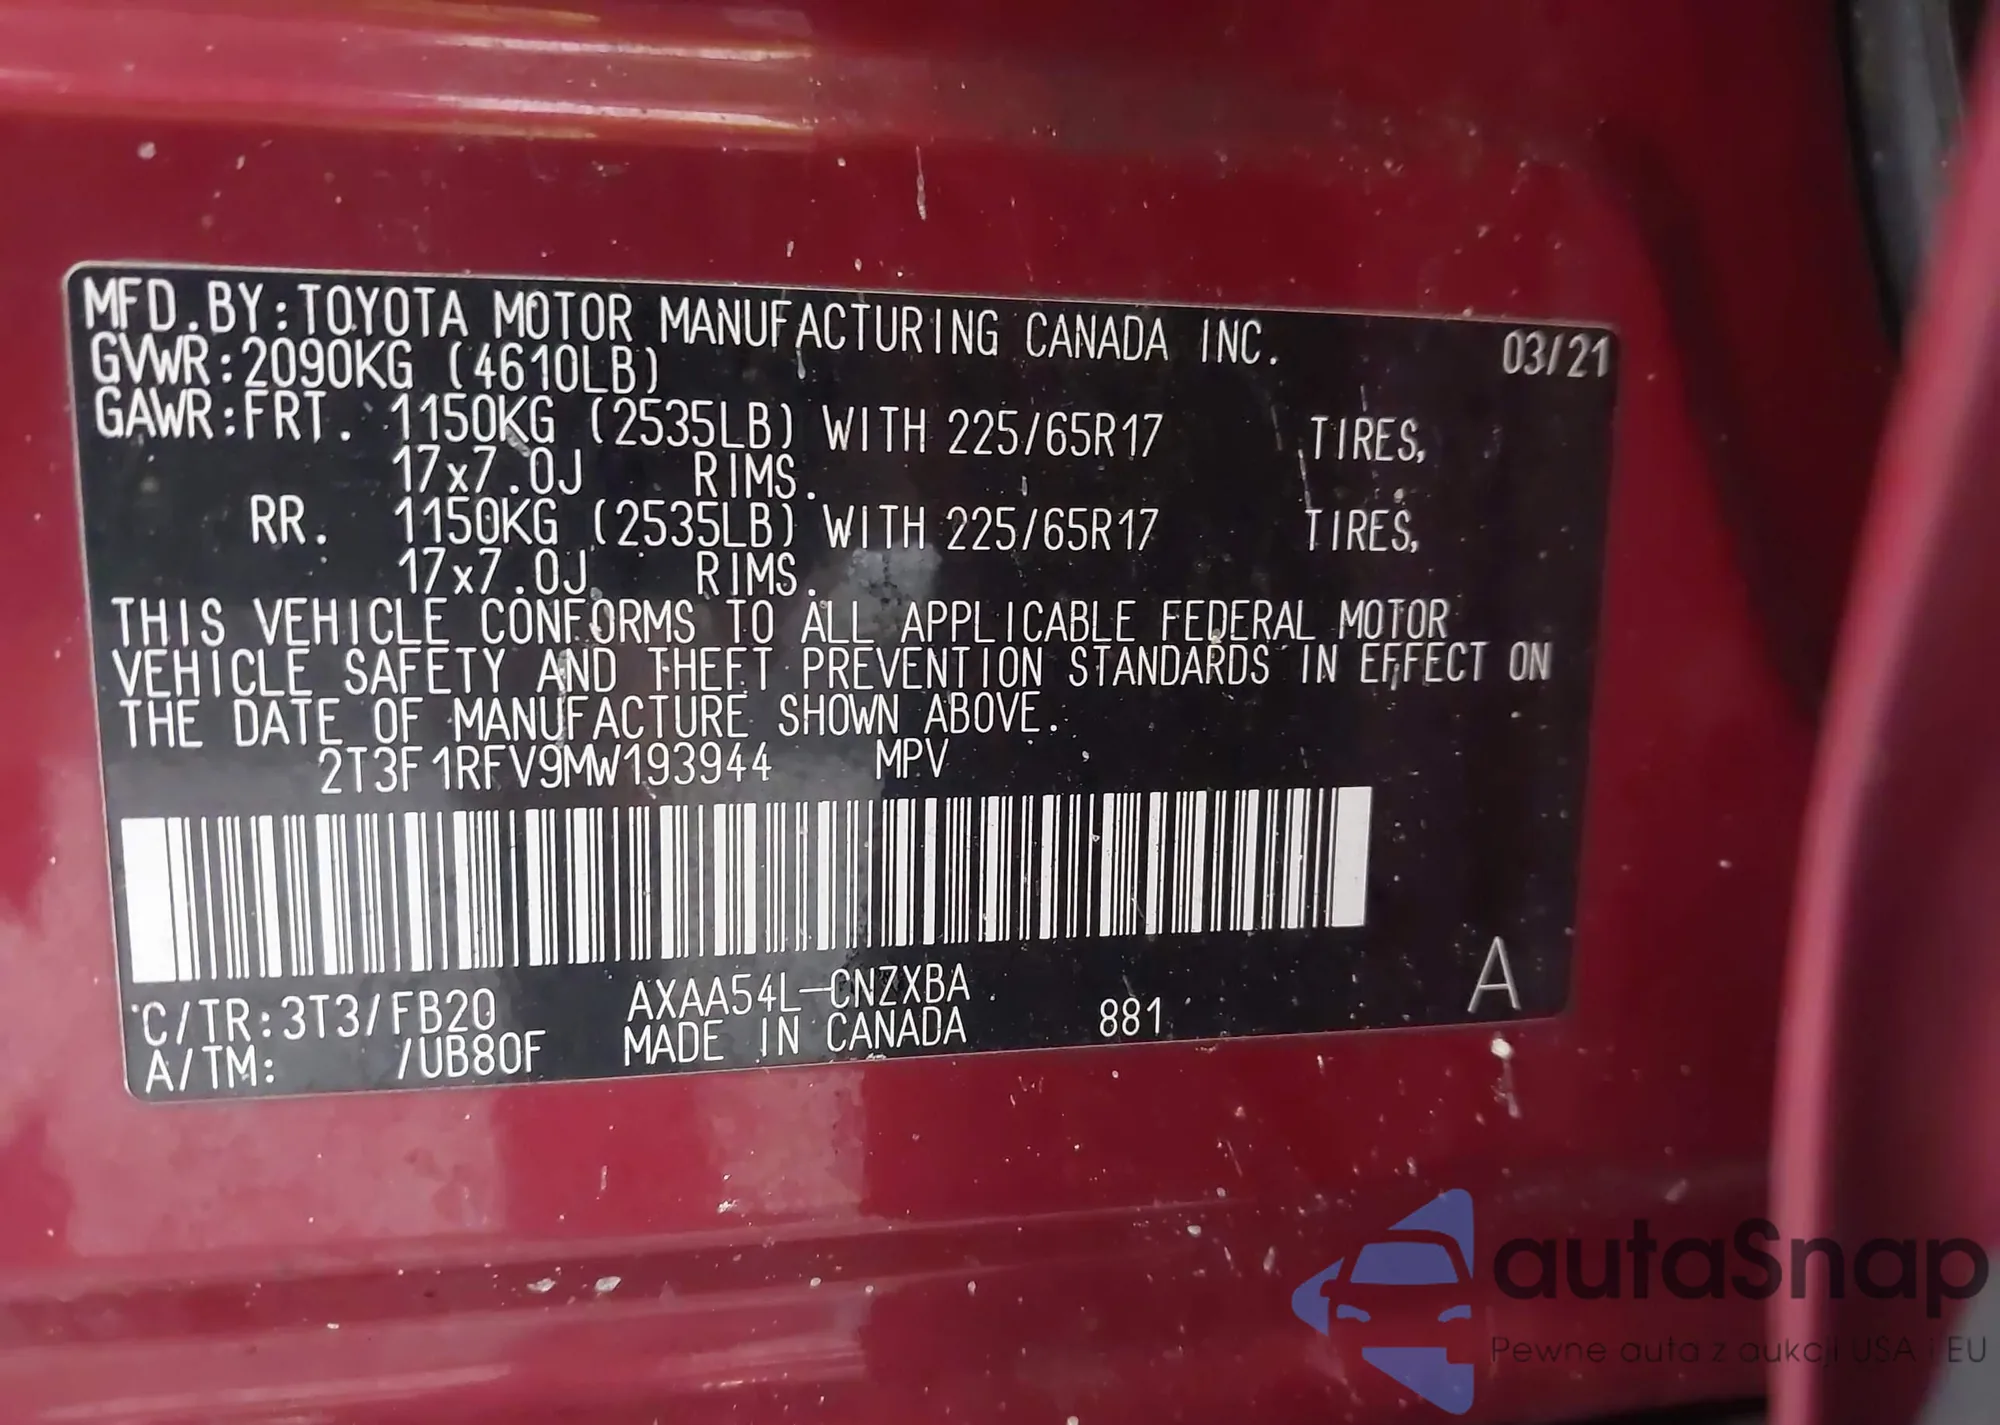 MFD.BY:TOYOTA MOTOR MANUFACTURING CANADA INC. 03/21
GVWR:2090KG (4610LB)
GAWR:FRT. 1150KG (2535LB) WITH 225/65R17 TIRES,
17x7.0J RIMS.
RR. 1150KG (2535LB) WITH 225/65R17 TIRES,
17x7.0J RIMS.
THIS VEHICLE CONFORMS TO ALL APPLICABLE FEDERAL MOTOR
VEHICLE SAFETY AND THEFT PREVENTION STANDARDS IN EFFECT ON
THE DATE OF MANUFACTURE SHOWN ABOVE.
2T3F1RFV9MW193944 MPV
C/TR:3T3/FB20 AXAA54L-CNZXBA 881 A
A/TM: /UB80F MADE IN CANADA
autaSnap
Pewne auta z aukcji USA i EU